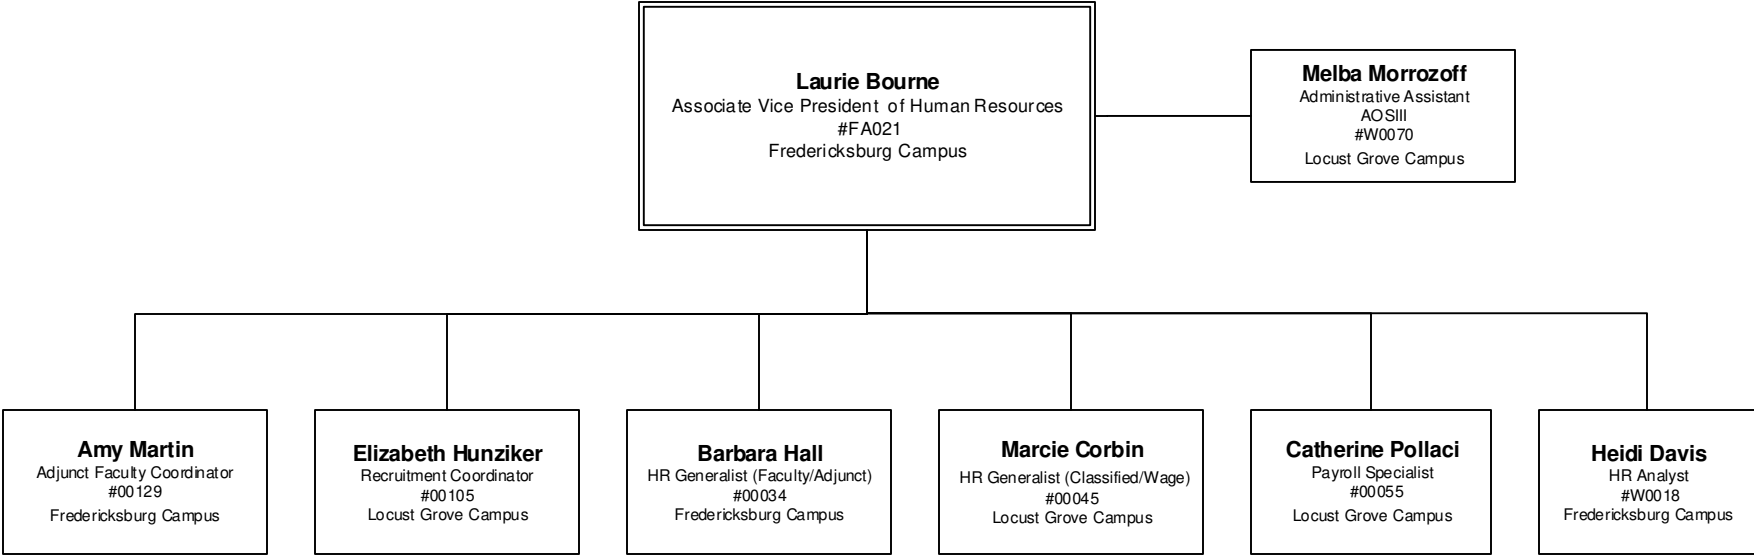 Laurie Bourne
Associate Vice President of Human Resources
#FA021
Fredericksburg Campus
Melba Morrozoff
Administrative Assistant
AOSIII
#W0070
Locust Grove Campus
Amy Martin
Adjunct Faculty Coordinator
#00129
Fredericksburg Campus
Elizabeth Hunziker
Recruitment Coordinator
#00105
Locust Grove Campus
Barbara Hall
HR Generalist (Faculty/Adjunct)
#00034
Fredericksburg Campus
Marcie Corbin
HR Generalist (Classified/Wage)
#00045
Locust Grove Campus
Catherine Pollaci
Payroll Specialist
#00055
Locust Grove Campus
Heidi Davis
HR Analyst
#W0018
Fredericksburg Campus